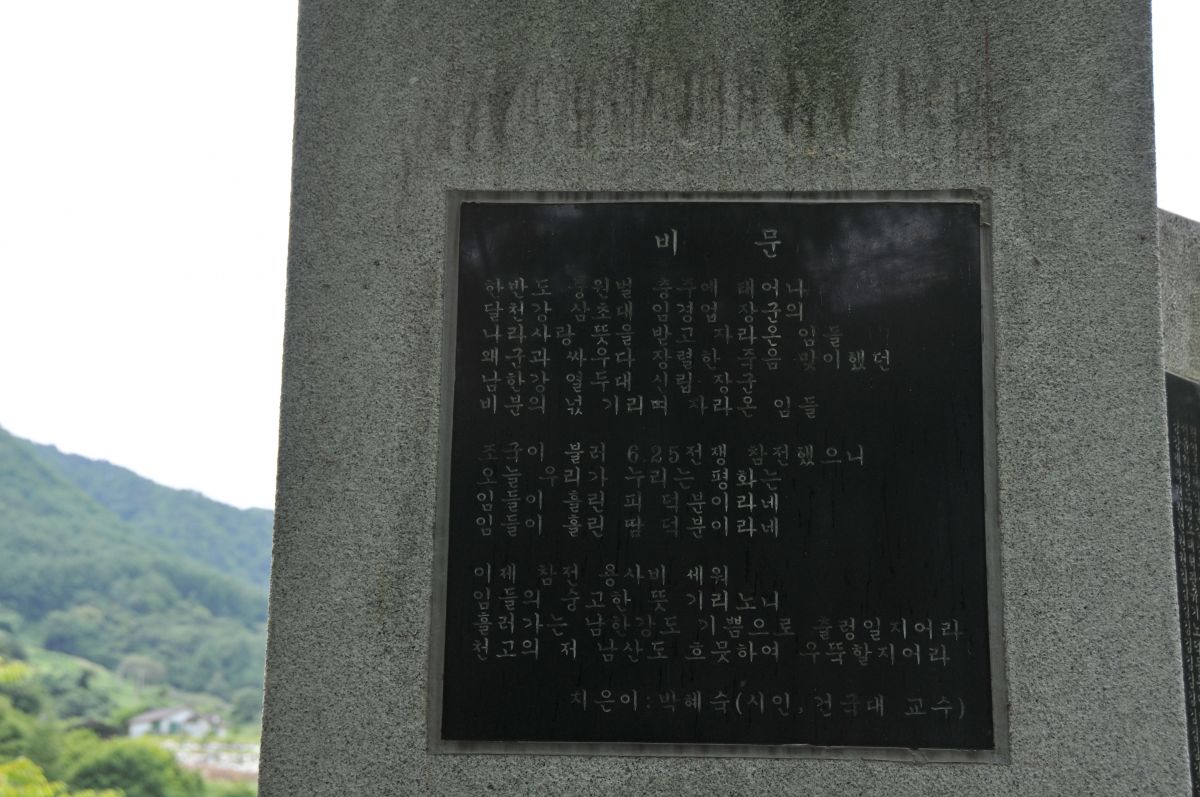 비 문
한반도 중원벌 충주에 태어나
달천강 삼초대 임경업 장군의
나라사랑 뜻을 받고 자라온 임들
왜군과 싸우다 장렬한 죽음 맞이했던
남한강 열두대 신립 장군
비분의 넋 기리며 자라온 임들
조국이 불러 6.25전쟁 참전했으니
오늘 우리가 누리는 평화는
임들이 흘린 피 덕분이라네
임들이 흘린 땀 덕분이라네
이제 참전 용사비 세워
임들의 숭고한 뜻 기리노니
흘러가는 남한강도 기쁨으로 출렁일지어라
천고의 저 남산도 흐뭇하여 우뚝할지어라
지은이:박혜숙(시인, 건국대 교수)